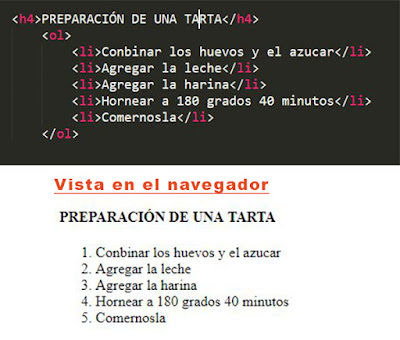 <h4>PREPARACIÓN DE UNA TARTA</h4>
<ol>
<li>Conbinar los huevos y el azucar</li>
<li>Agregar la leche</li>
<li>Agregar la harina</li>
<li>Hornear a 180 grados 40 minutos</li>
<li>Comernosla</li>
</ol>
Vista en el navegador
PREPARACIÓN DE UNA TARTA
1. Conbinar los huevos y el azucar
2. Agregar la leche
3. Agregar la harina
4. Hornear a 180 grados 40 minutos
5. Comernosla